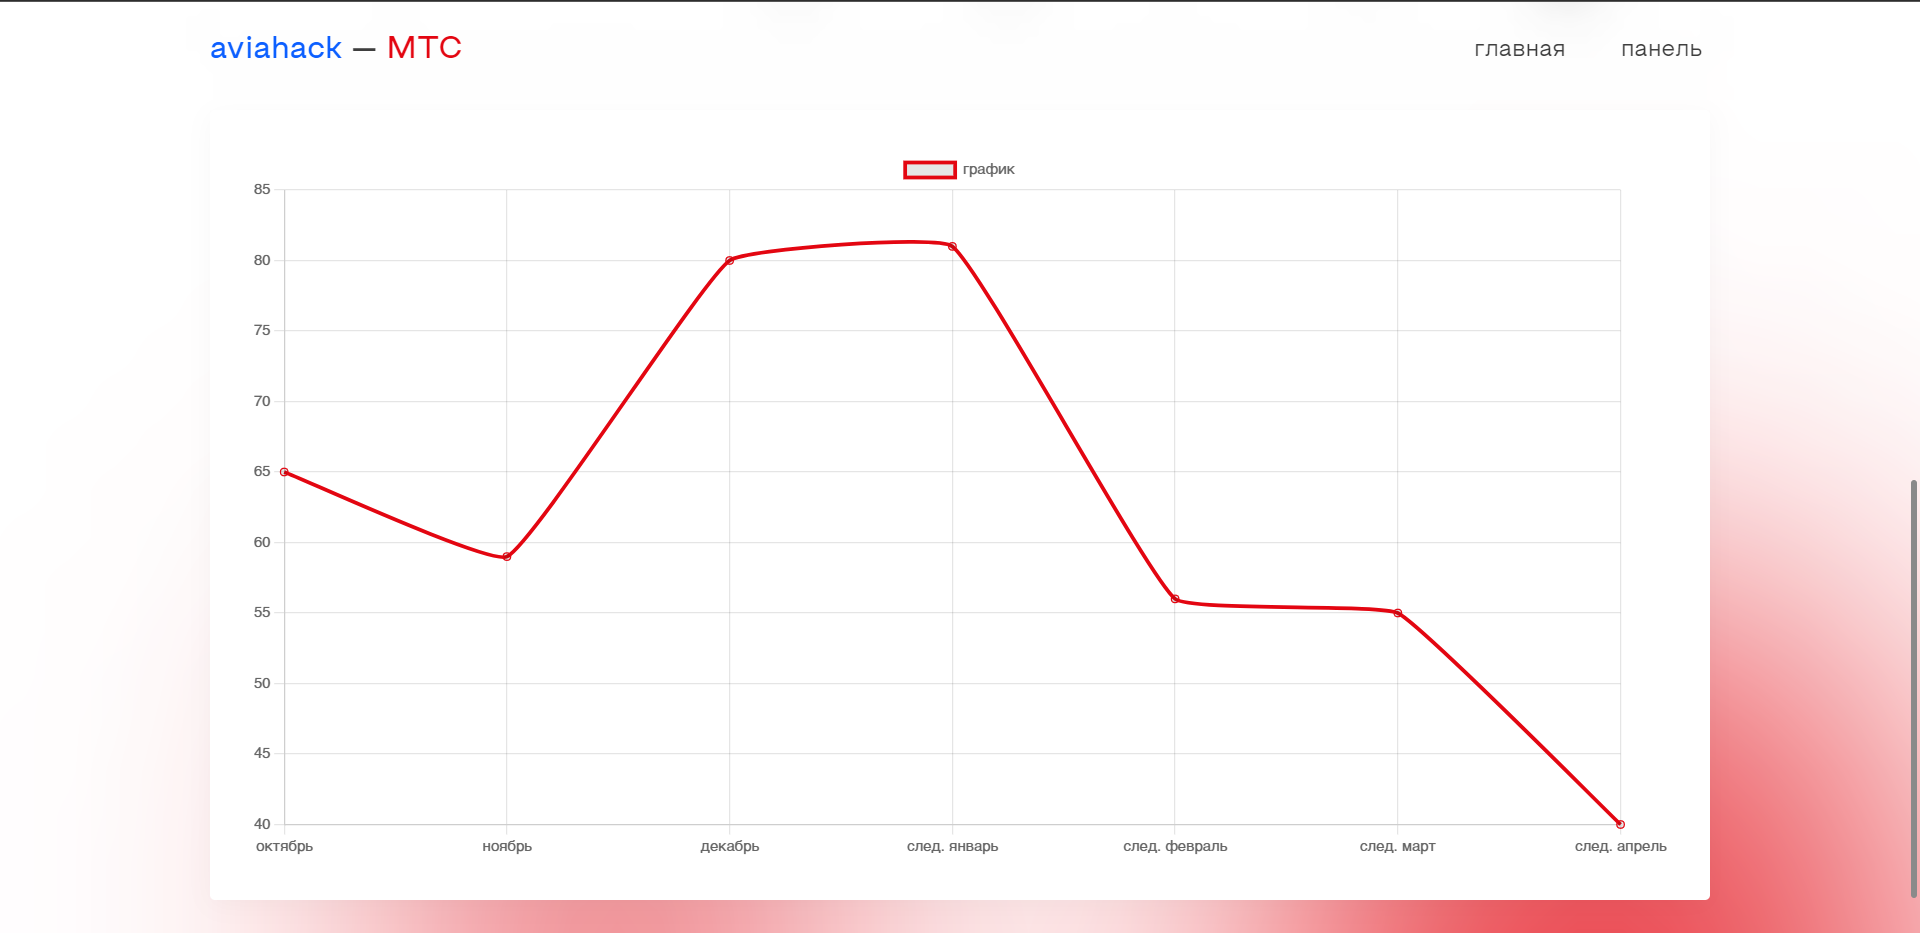 aviahack — МТС
главная
панель
график
85
80
75
70
65
60
55
50
45
40
октябрь
ноябрь
декабрь
след. январь
след. февраль
след. март
след. апрель